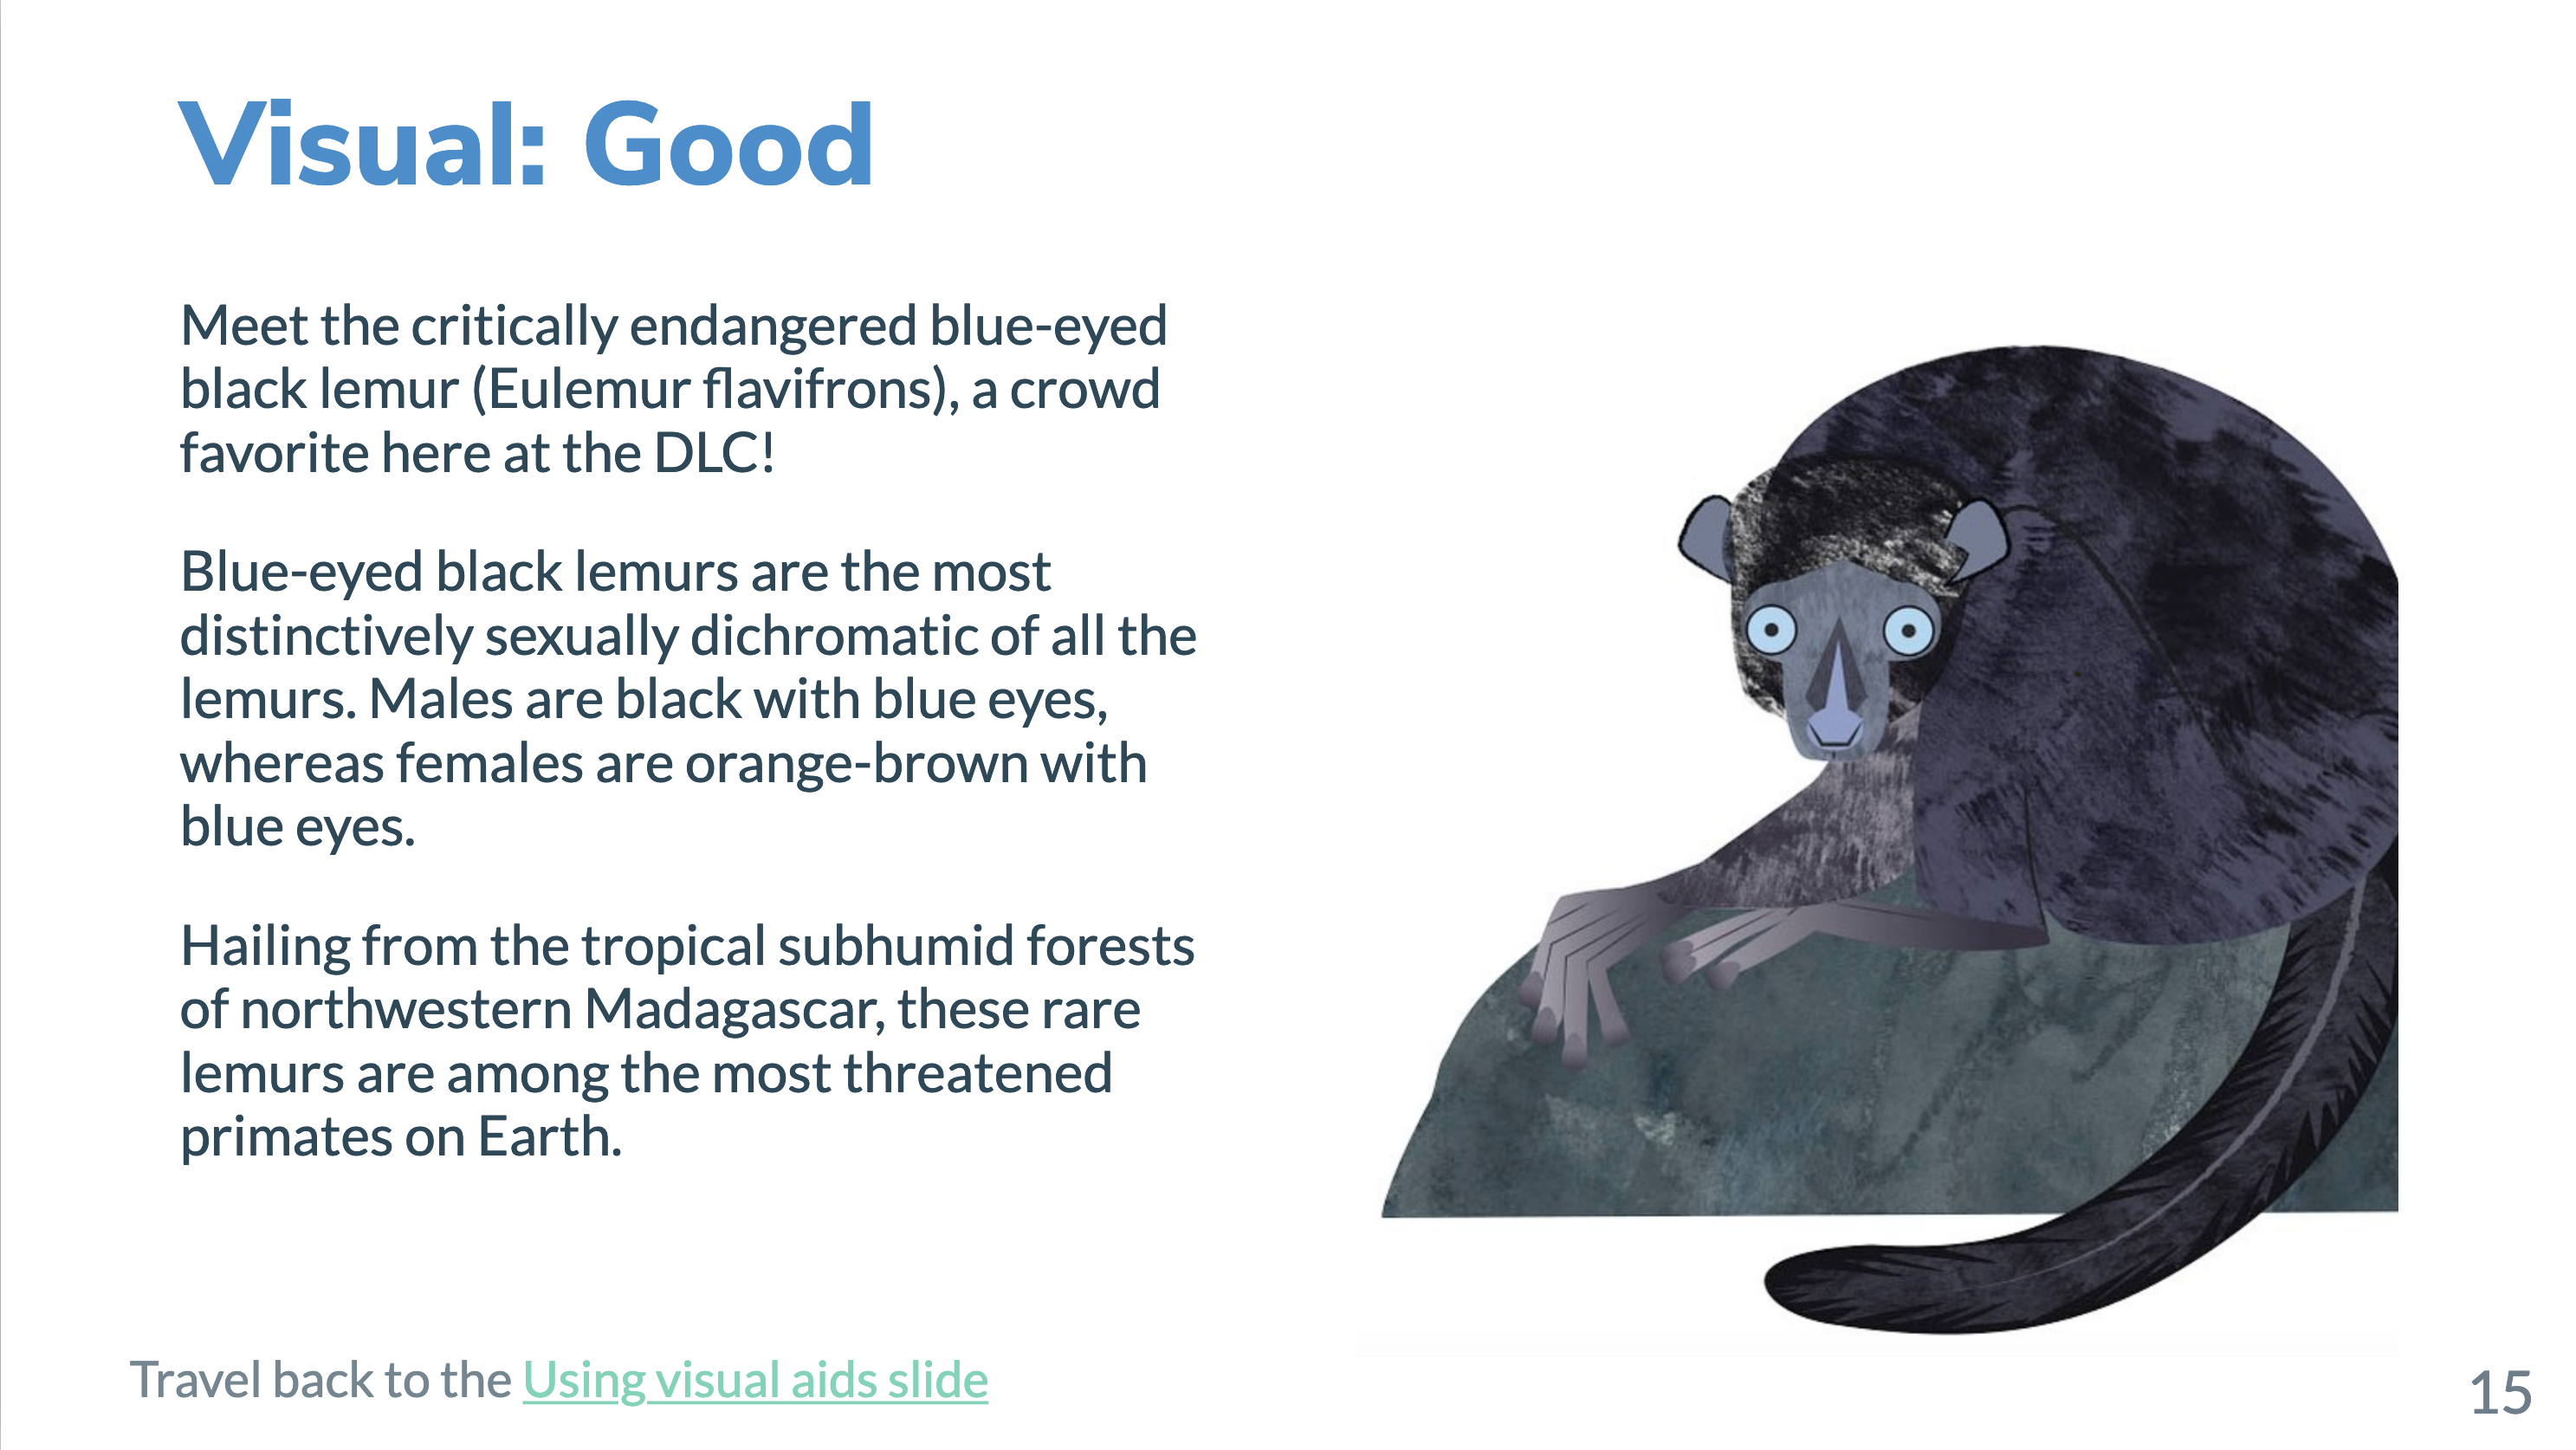 Visual: Good
Meet the critically endangered blue-eyed
black lemur (Eulemur flavifrons), a crowd
favorite here at the DLC!
Blue-eyed black lemurs are the most
distinctively sexually dichromatic of all the
lemurs. Males are black with blue eyes,
whereas females are orange-brown with
blue eyes.
Hailing from the tropical subhumid forests
of northwestern Madagascar, these rare
lemurs are among the most threatened
primates on Earth.
Travel back to the Using visual aids slide
15